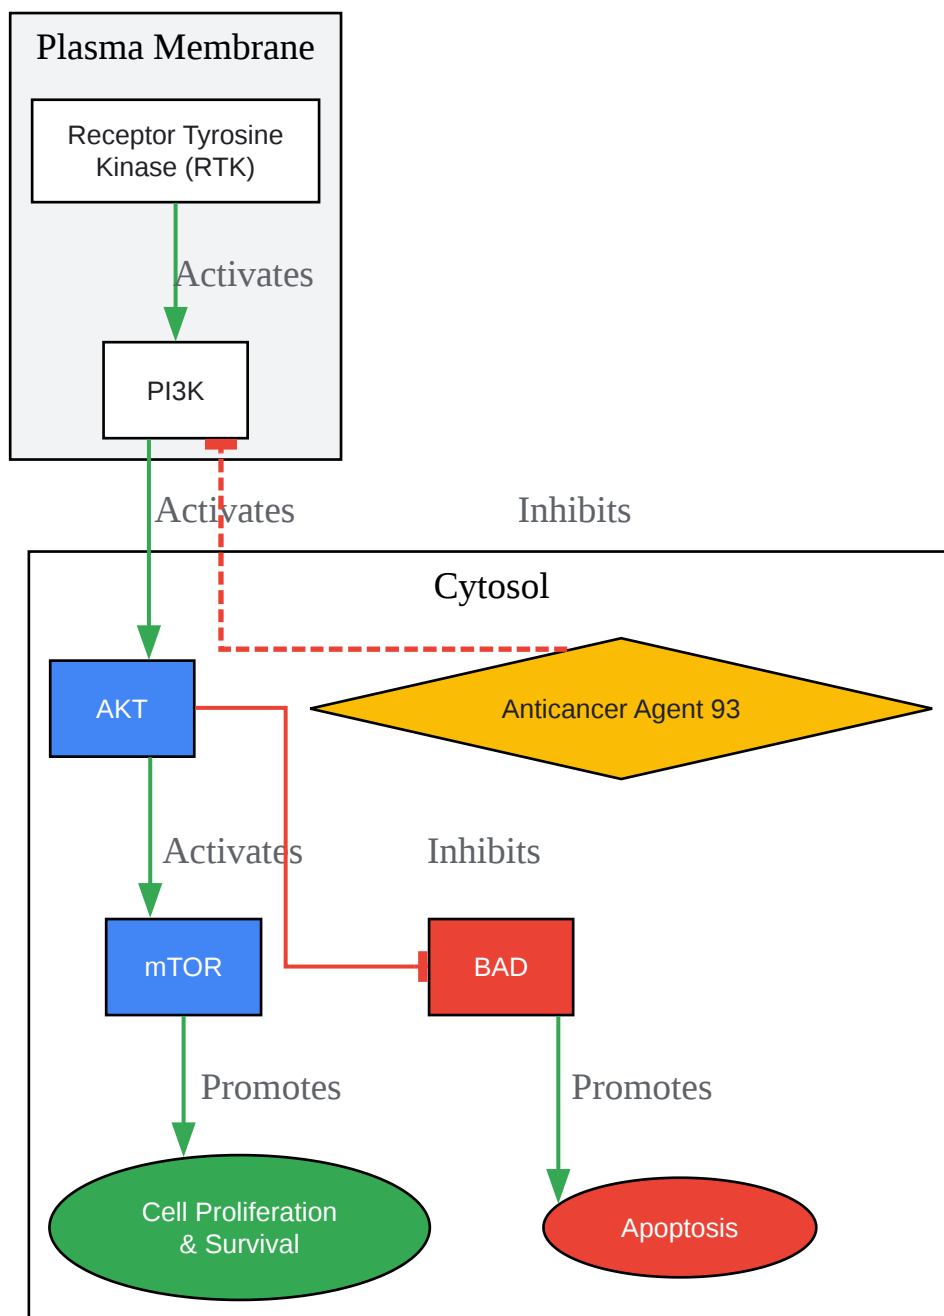 Plasma Membrane
Receptor Tyrosine
Kinase (RTK)
Activates
PI3K
Activates
Inhibits
Cytosol
AKT
Anticancer Agent 93
Activates
Inhibits
mTOR
BAD
Promotes
Promotes
Cell Proliferation
& Survival
Apoptosis